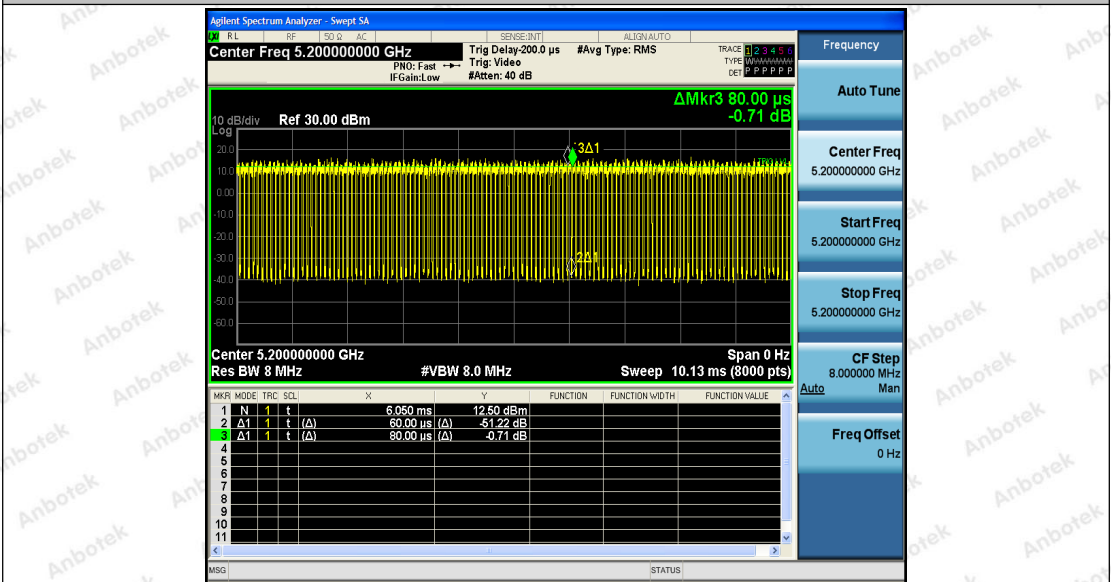 Agilent Spectrum Analyzer - Swept SA
RL RF 50 Ω AC SENSE:INT ALIGNAUTO
Center Freq 5.200000000 GHz
PNO: Fast
IFGain:Low
Trig Delay-200.0 µs
Trig: Video
#Atten: 40 dB
#Avg Type: RMS
TRACE 1 2 3 4 5 6
TYPE
DET P P P P P P
ΔMkr3 80.00 µs
-0.71 dB
10 dB/div Ref 30.00 dBm
Log
20.0
10.0
0.00
-10.0
-20.0
-30.0
-40.0
-50.0
-60.0
3Δ1
2Δ1
Center 5.200000000 GHz Span 0 Hz
Res BW 8 MHz #VBW 8.0 MHz Sweep 10.13 ms (8000 pts)
MKR MODE TRC SCL X Y FUNCTION FUNCTION WIDTH FUNCTION VALUE
1 N 1 t 6.050 ms 12.50 dBm
2 Δ1 1 t (Δ) 60.00 µs (Δ) -51.22 dB
3 Δ1 1 t (Δ) 80.00 µs (Δ) -0.71 dB
4
5
6
7
8
9
10
11
MSG STATUS
Frequency
Auto Tune
Center Freq
5.200000000 GHz
Start Freq
5.200000000 GHz
Stop Freq
5.200000000 GHz
CF Step
8.000000 MHz
Auto Man
Freq Offset
0 Hz
Anbotek